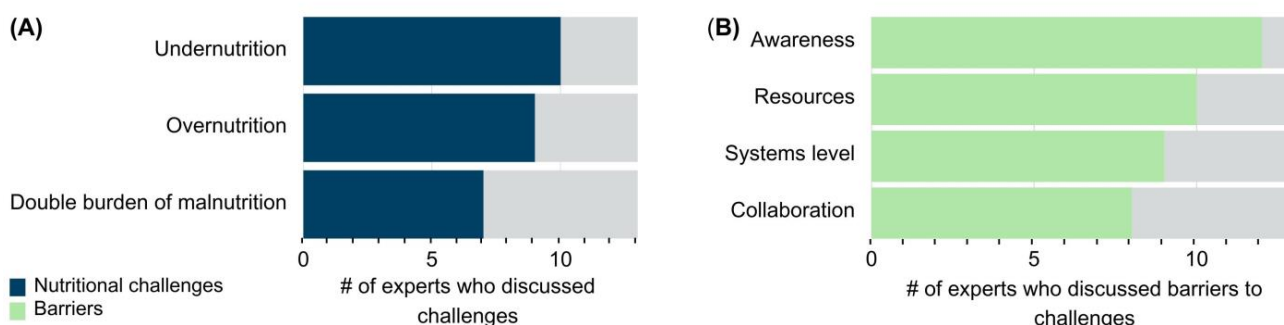 (A)
Undernutrition
Overnutrition
Double burden of malnutrition
0 5 10
# of experts who discussed
challenges
Nutritional challenges
Barriers
(B)
Awareness
Resources
Systems level
Collaboration
0 5 10
# of experts who discussed barriers to
challenges